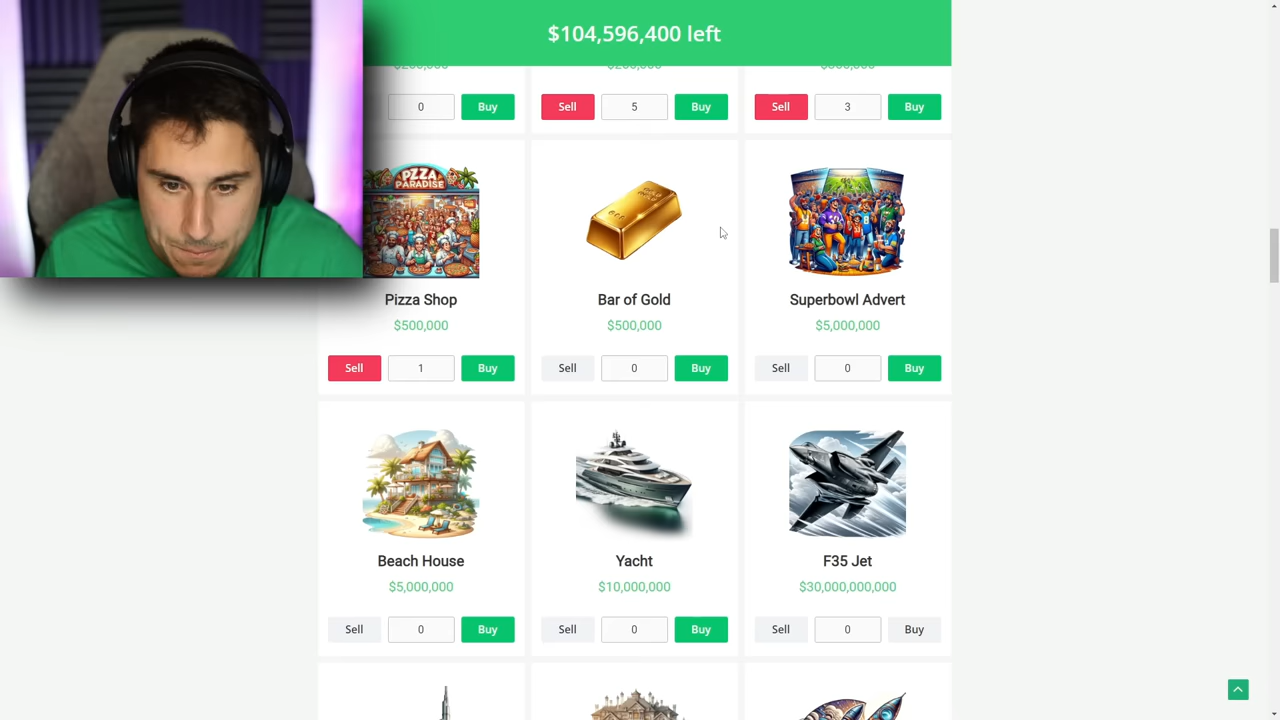 $104,596,400 left
0
Buy
Sell
5
Buy
Sell
3
Buy
PZZA
PARADISE
Pizza Shop
$500,000
Sell
1
Buy
Bar of Gold
$500,000
Sell
0
Buy
Superbowl Advert
$5,000,000
Sell
0
Buy
Beach House
$5,000,000
Sell
0
Buy
Yacht
$10,000,000
Sell
0
Buy
F35 Jet
$30,000,000,000
Sell
0
Buy